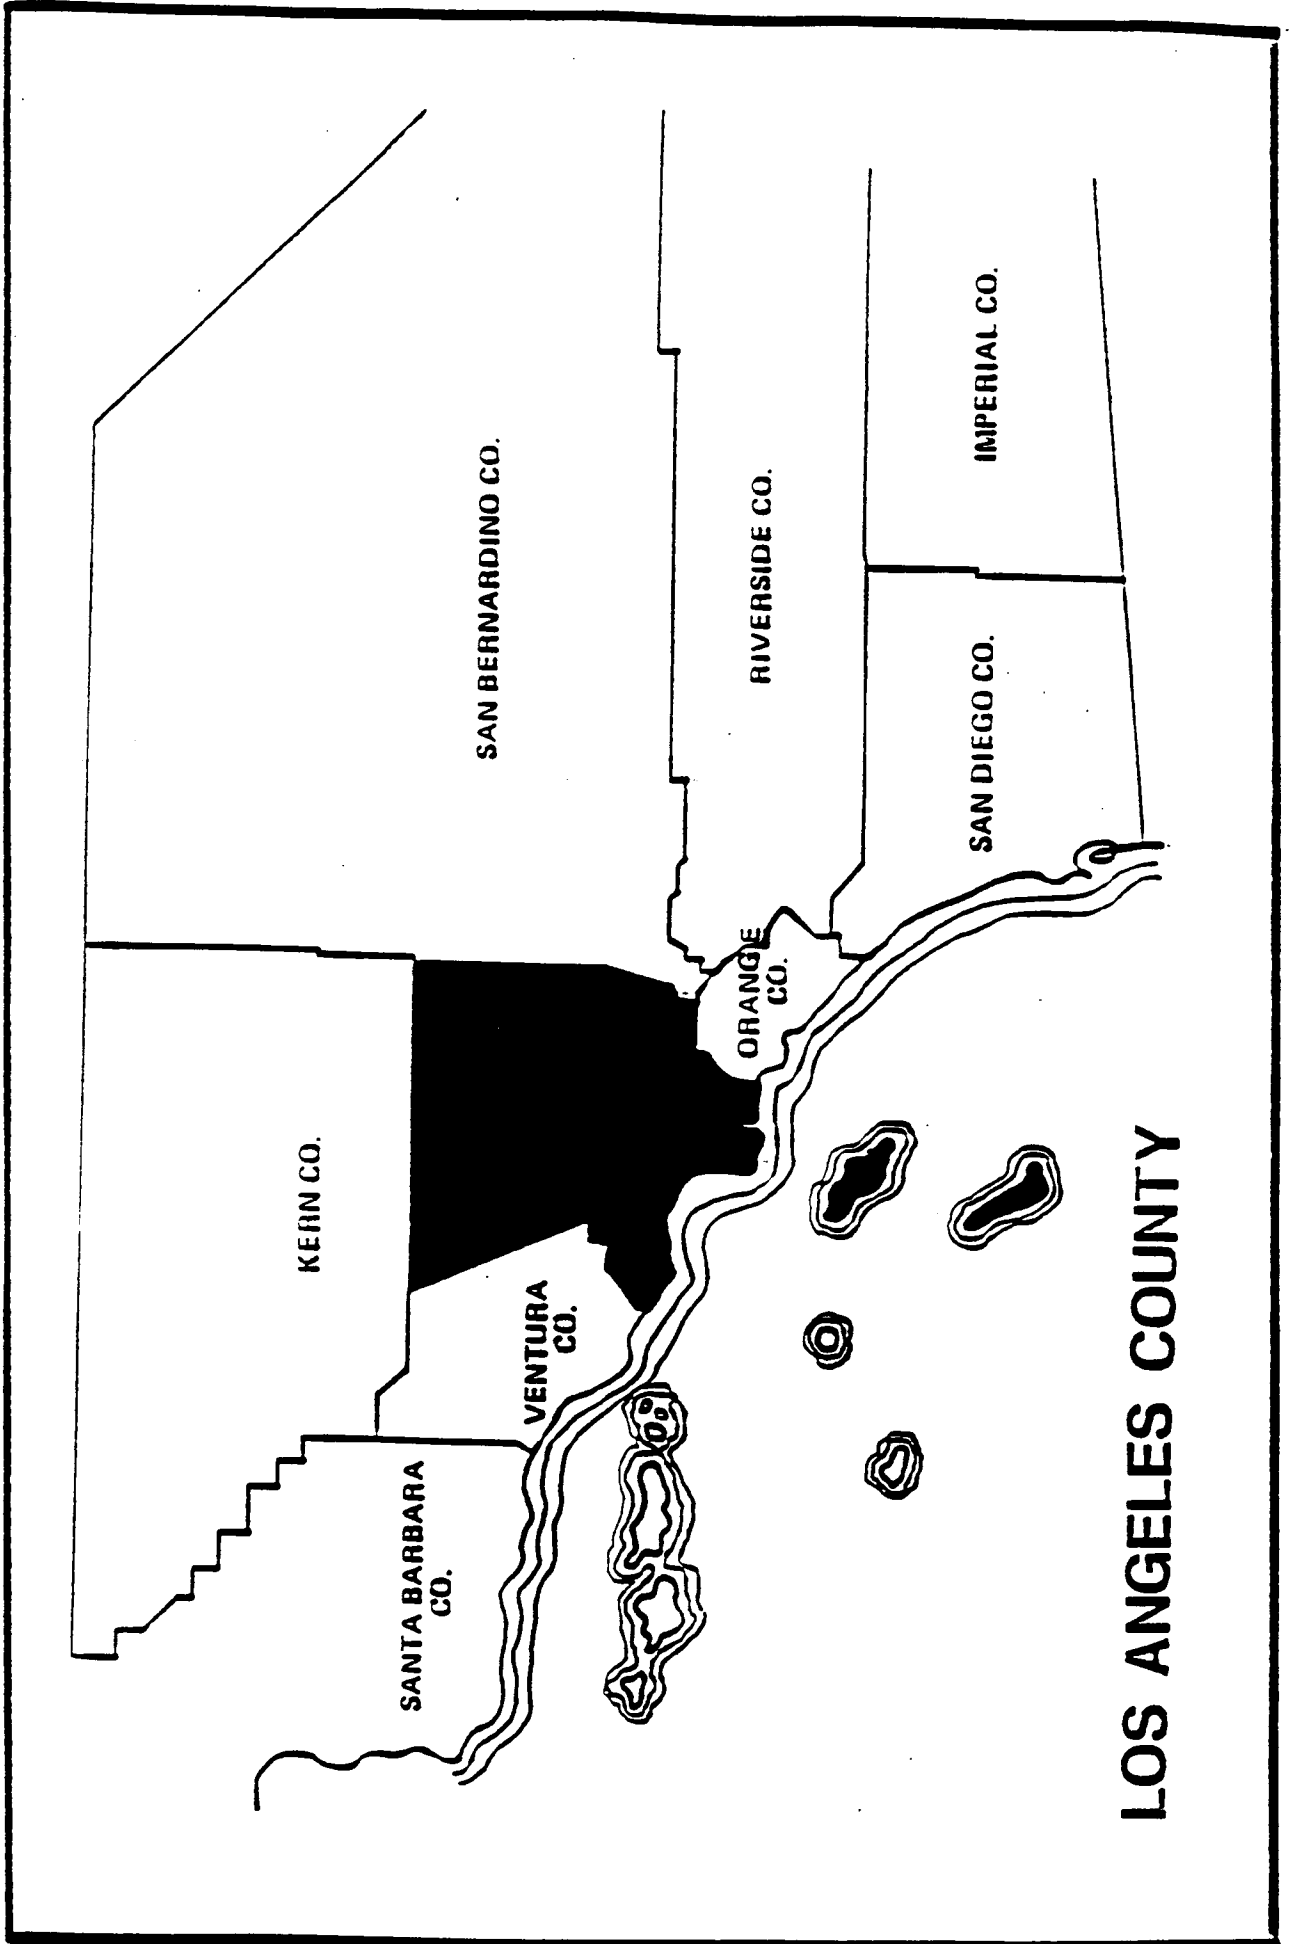 KERN CO.
SAN BERNARDINO CO.
SANTA BARBARA
CO.
VENTURA
CO.
ORANGE
CO.
RIVERSIDE CO.
SAN DIEGO CO.
IMPERIAL CO.
LOS ANGELES COUNTY